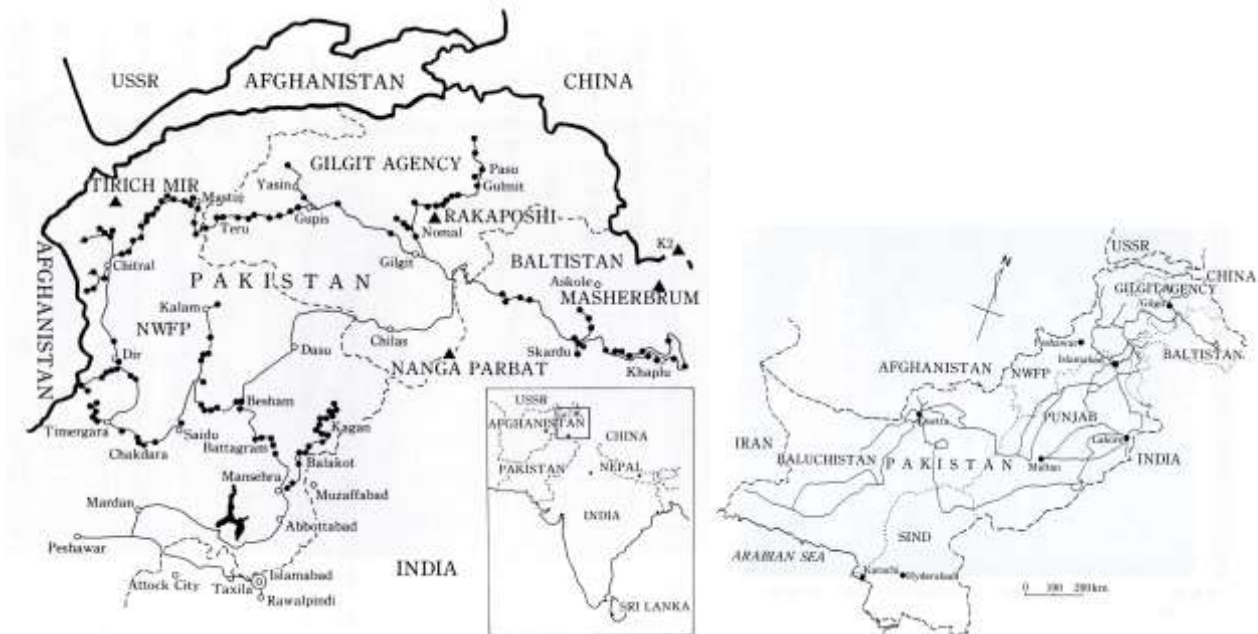 USSR
AFGHANISTAN
CHINA
GILGIT AGENCY
Pasu
Gulmit
Yasin
TIRICH MIR
Mastuj
Teru
Gupis
RAKAPOSHI
Nomal
K2
AFGHANISTAN
Chitral
Gilgit
BALTISTAN
PAKISTAN
Askole
MASHERBRUM
Kalam
NWFP
Chilas
Dir
Dasu
Skardu
NANGA PARBAT
Khaplu
Besham
Timergara
Saidu
Kagan
Chakdara
Battagram
Balakot
Mansehra
Muzaffabad
Mardan
Abbottabad
Peshawar
INDIA
Islamabad
Attock City
Taxila
Rawalpindi
USSR
AFGHANISTAN
CHINA
PAKISTAN
NEPAL
INDIA
SRI LANKA
N
USSR
CHINA
GILGIT AGENCY
Gilgit
Peshawar
Islamabad
BALTISTAN
AFGHANISTAN
NWFP
Quetta
PUNJAB
Lahore
IRAN
BALUCHISTAN
PAKISTAN
Multan
INDIA
SIND
ARABIAN SEA
Karachi
Hyderabad
0 100 200km